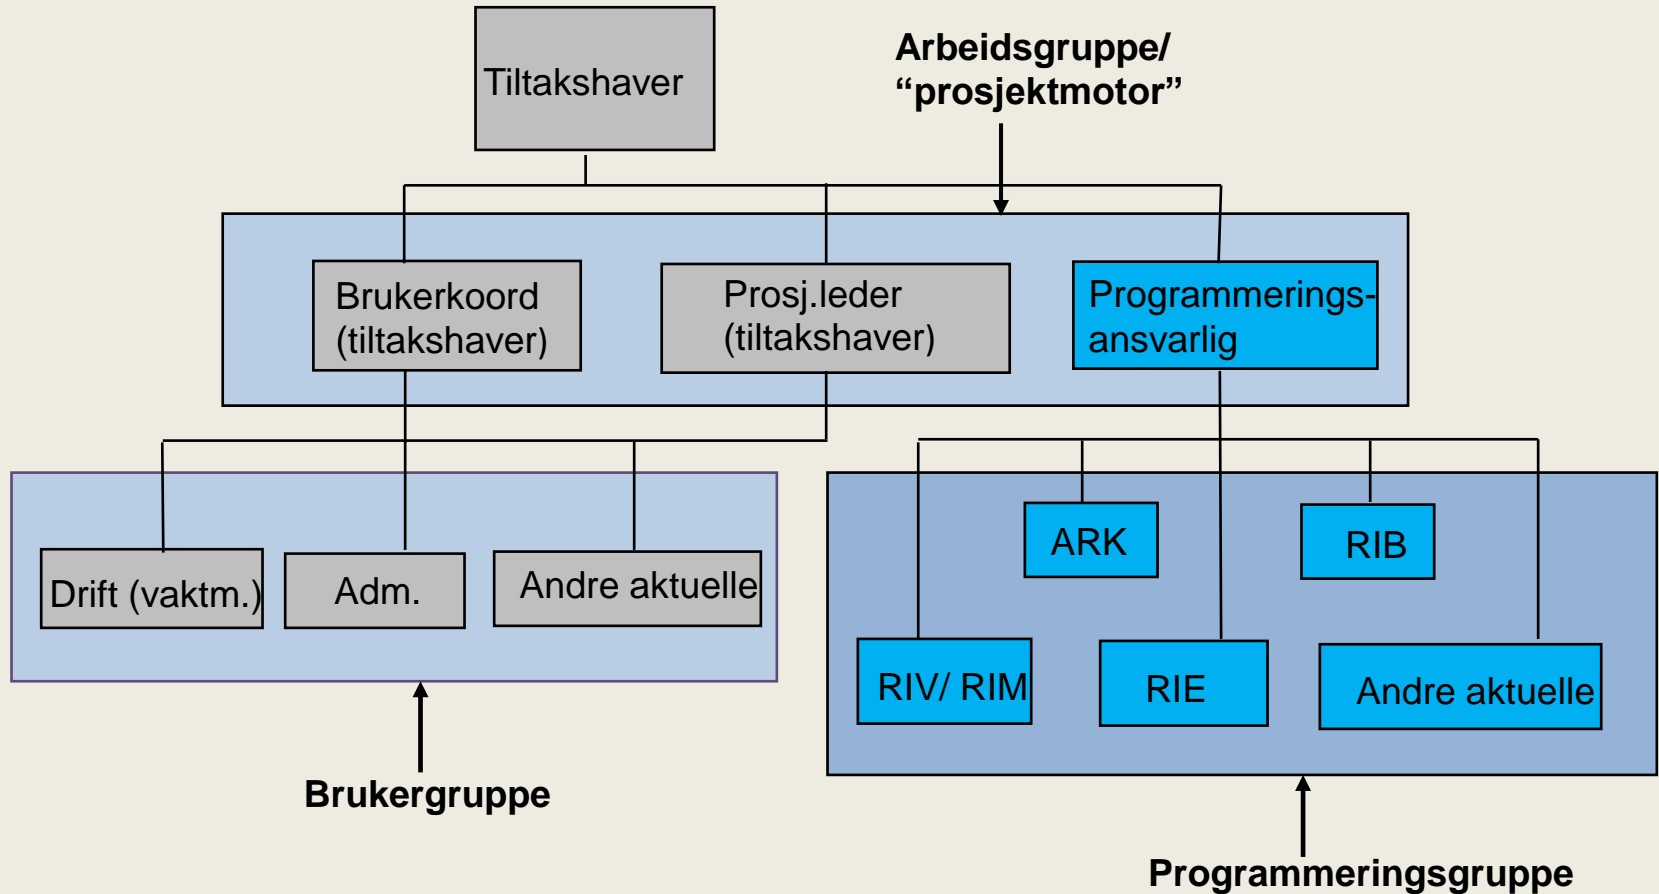 Tiltakshaver
Arbeidsgruppe/
“prosjektmotor”
Brukerkoord
(tiltakshaver)
Prosj.leder
(tiltakshaver)
Programmerings-
ansvarlig
Drift (vaktm.)
Adm.
Andre aktuelle
ARK
RIB
RIV/ RIM
RIE
Andre aktuelle
Brukergruppe
Programmeringsgruppe